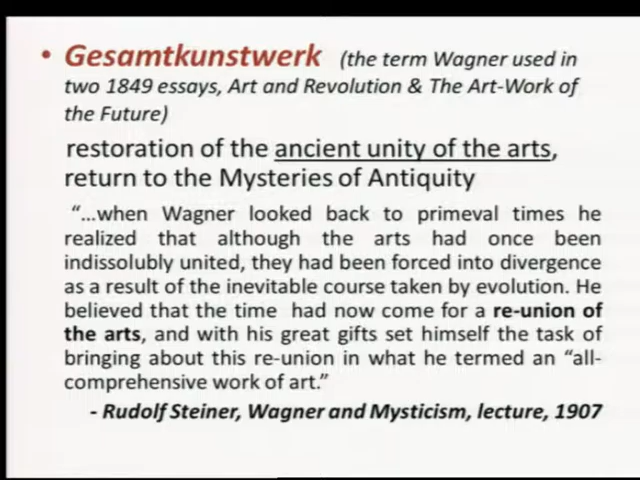 • Gesamtkunstwerk (the term Wagner used in
two 1849 essays, Art and Revolution & The Art-Work of
the Future)
restoration of the ancient unity of the arts,
return to the Mysteries of Antiquity
“…when Wagner looked back to primeval times he
realized that although the arts had once been
indissolubly united, they had been forced into divergence
as a result of the inevitable course taken by evolution. He
believed that the time had now come for a re-union of
the arts, and with his great gifts set himself the task of
bringing about this re-union in what he termed an “all-
comprehensive work of art.”
- Rudolf Steiner, Wagner and Mysticism, lecture, 1907